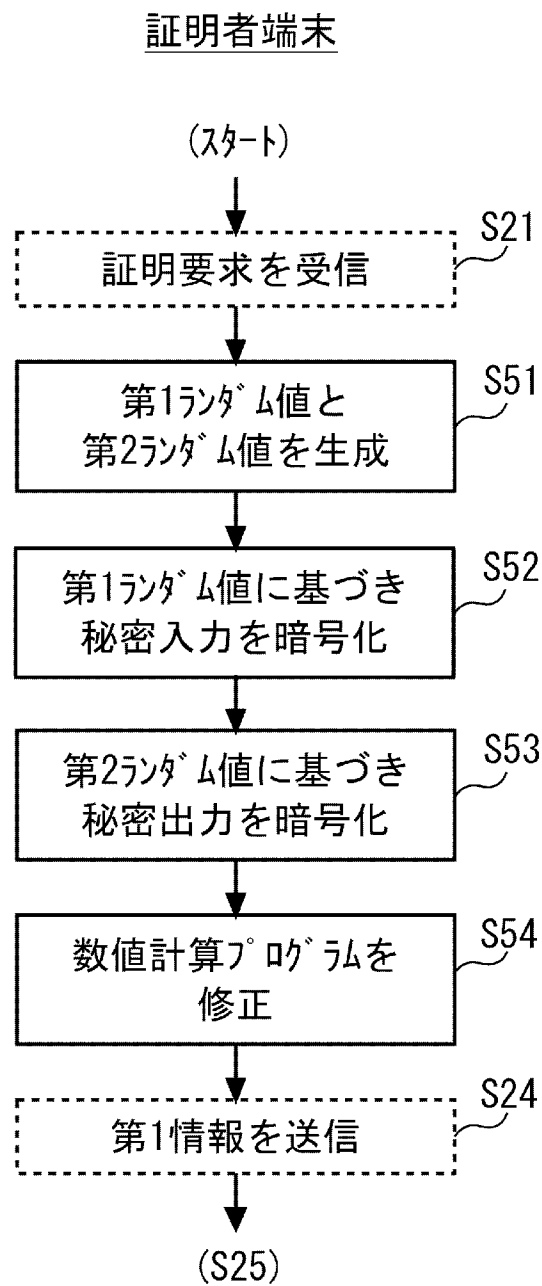 証明者端末
(ｽﾀｰﾄ)
S21
証明要求を受信
S51
第1ﾗﾝﾀﾞﾑ値と
第2ﾗﾝﾀﾞﾑ値を生成
S52
第1ﾗﾝﾀﾞﾑ値に基づき
秘密入力を暗号化
S53
第2ﾗﾝﾀﾞﾑ値に基づき
秘密出力を暗号化
S54
数値計算ﾌﾟﾛｸﾞﾗﾑを
修正
S24
第1情報を送信
(S25)